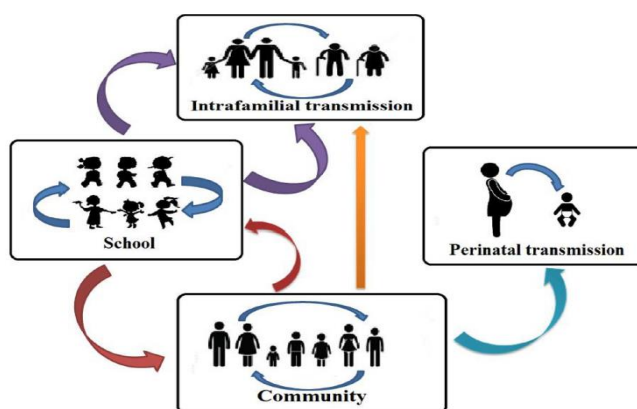 Intrafamilial transmission
School
Perinatal transmission
Community